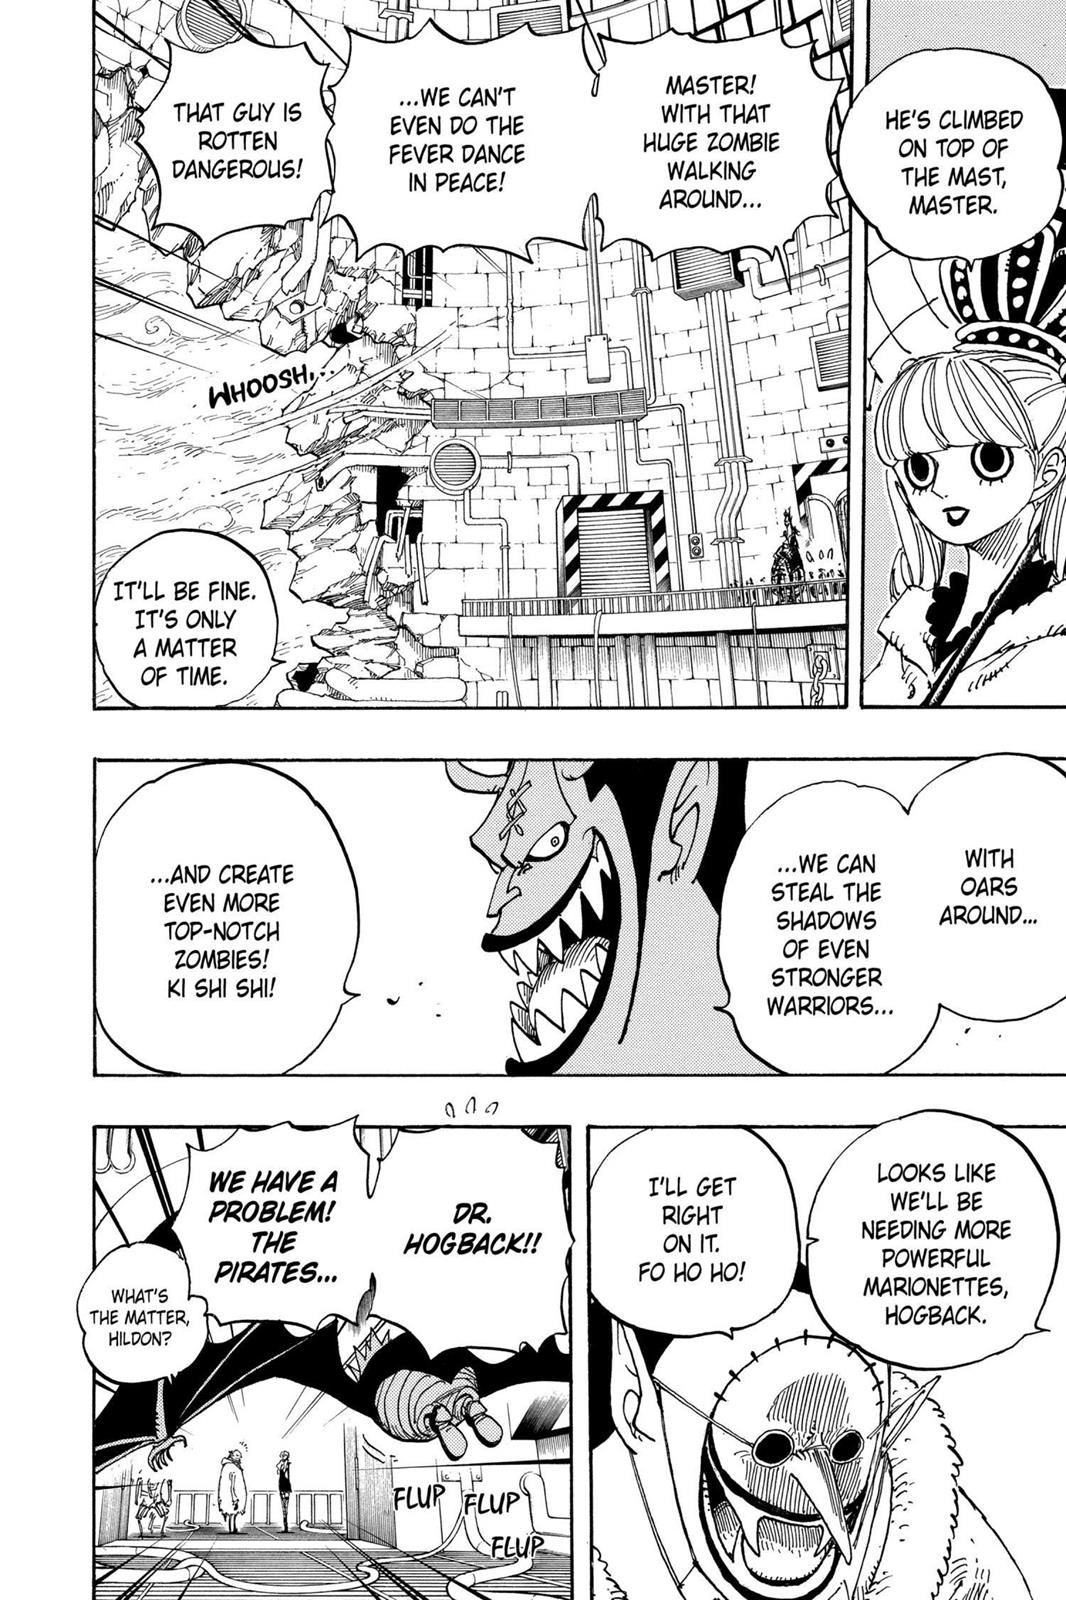 HE'S CLIMBED
ON TOP OF
THE MAST,
MASTER.
MASTER!
WITH THAT
HUGE ZOMBIE
WALKING
AROUND...
...WE CAN'T
EVEN DO THE
FEVER DANCE
IN PEACE!
THAT GUY IS
ROTTEN
DANGEROUS!
WHOOSH...
IT'LL BE FINE.
IT'S ONLY
A MATTER
OF TIME.
WITH
OARS
AROUND...
...WE CAN
STEAL THE
SHADOWS
OF EVEN
STRONGER
WARRIORS...
...AND CREATE
EVEN MORE
TOP-NOTCH
ZOMBIES!
KI SHI SHI!
LOOKS LIKE
WE'LL BE
NEEDING MORE
POWERFUL
MARIONETTES,
HOGBACK.
I'LL GET
RIGHT
ON IT.
FO HO HO!
DR.
HOGBACK!!
WE HAVE A
PROBLEM!
THE
PIRATES...
WHAT'S
THE MATTER,
HILDON?
FLUP
FLUP
FLUP